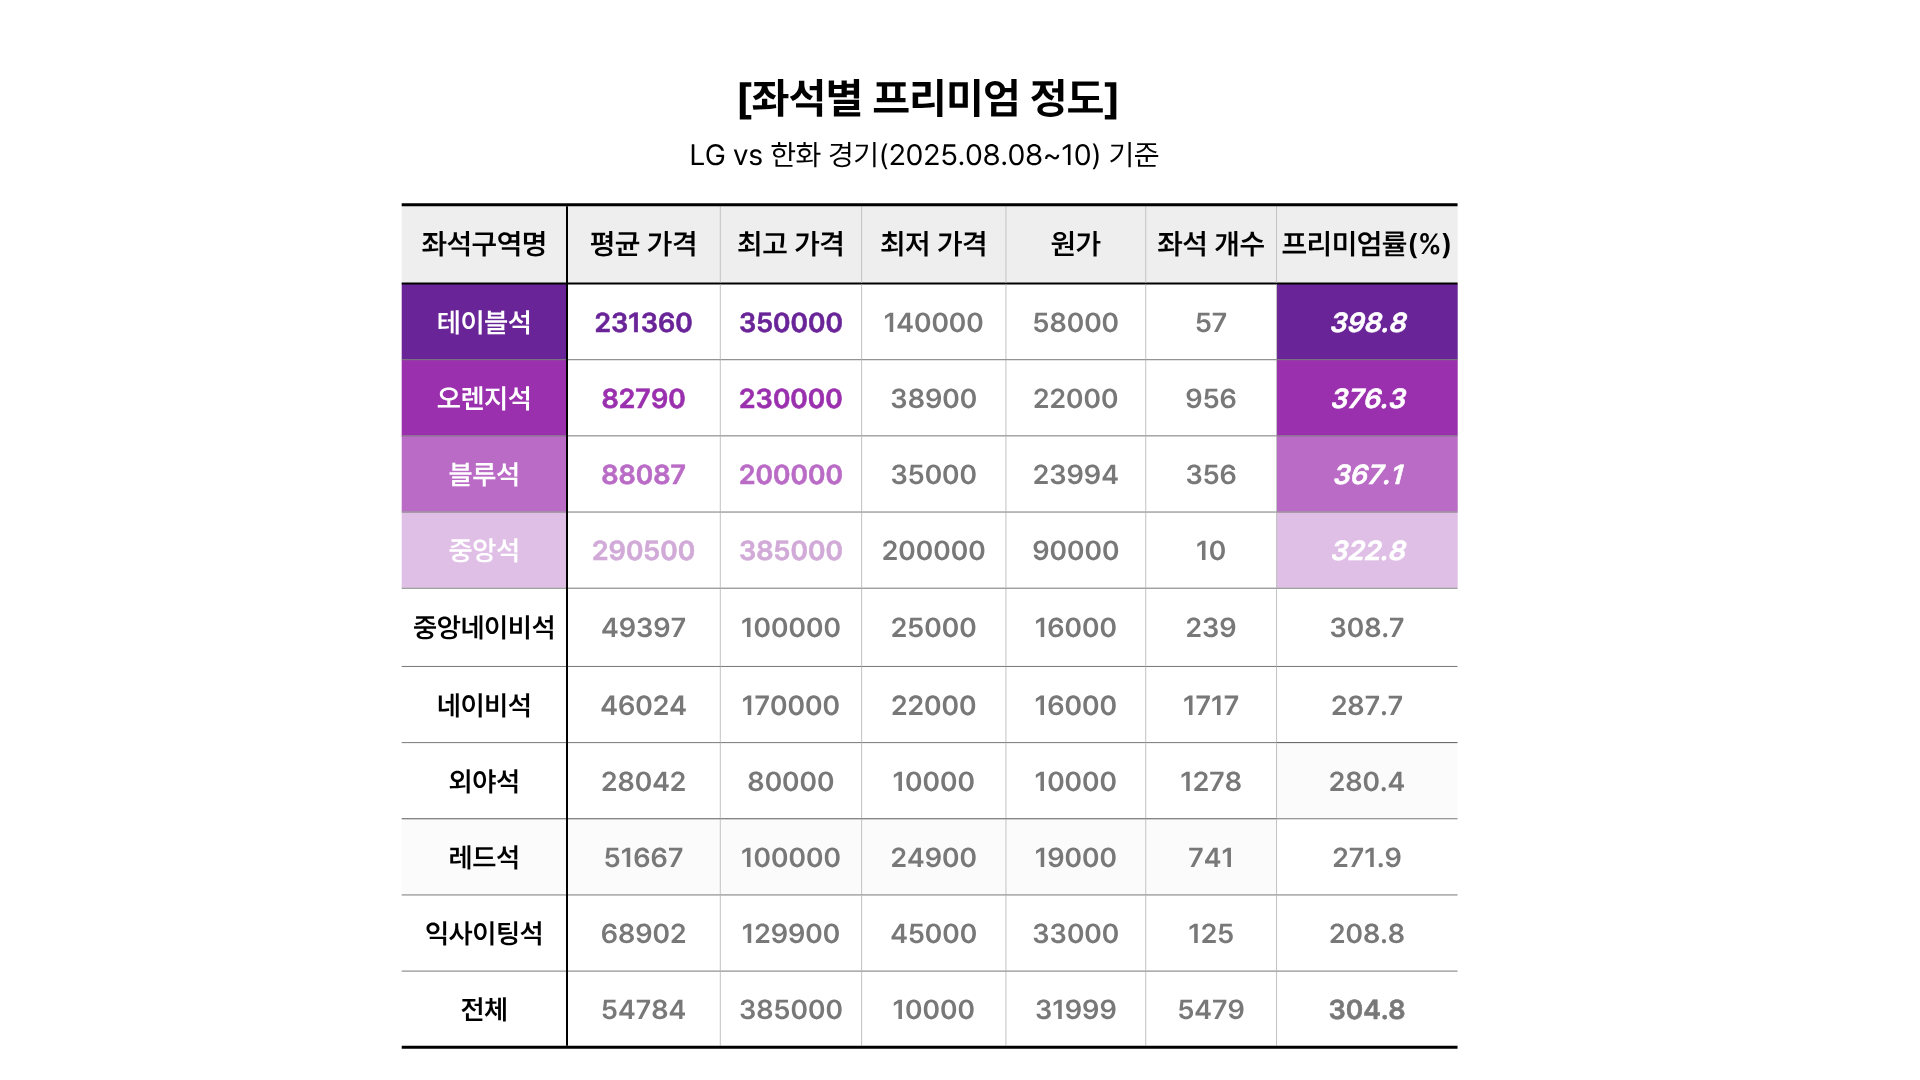 [좌석별 프리미엄 정도]
LG vs 한화 경기(2025.08.08~10) 기준
좌석구역명 평균 가격 최고 가격 최저 가격 원가 좌석 개수 프리미엄률(%)
테이블석 231360 350000 140000 58000 57 398.8
오렌지석 82790 230000 38900 22000 956 376.3
블루석 88087 200000 35000 23994 356 367.1
중앙석 290500 385000 200000 90000 10 322.8
중앙네이비석 49397 100000 25000 16000 239 308.7
네이비석 46024 170000 22000 16000 1717 287.7
외야석 28042 80000 10000 10000 1278 280.4
레드석 51667 100000 24900 19000 741 271.9
익사이팅석 68902 129900 45000 33000 125 208.8
전체 54784 385000 10000 31999 5479 304.8